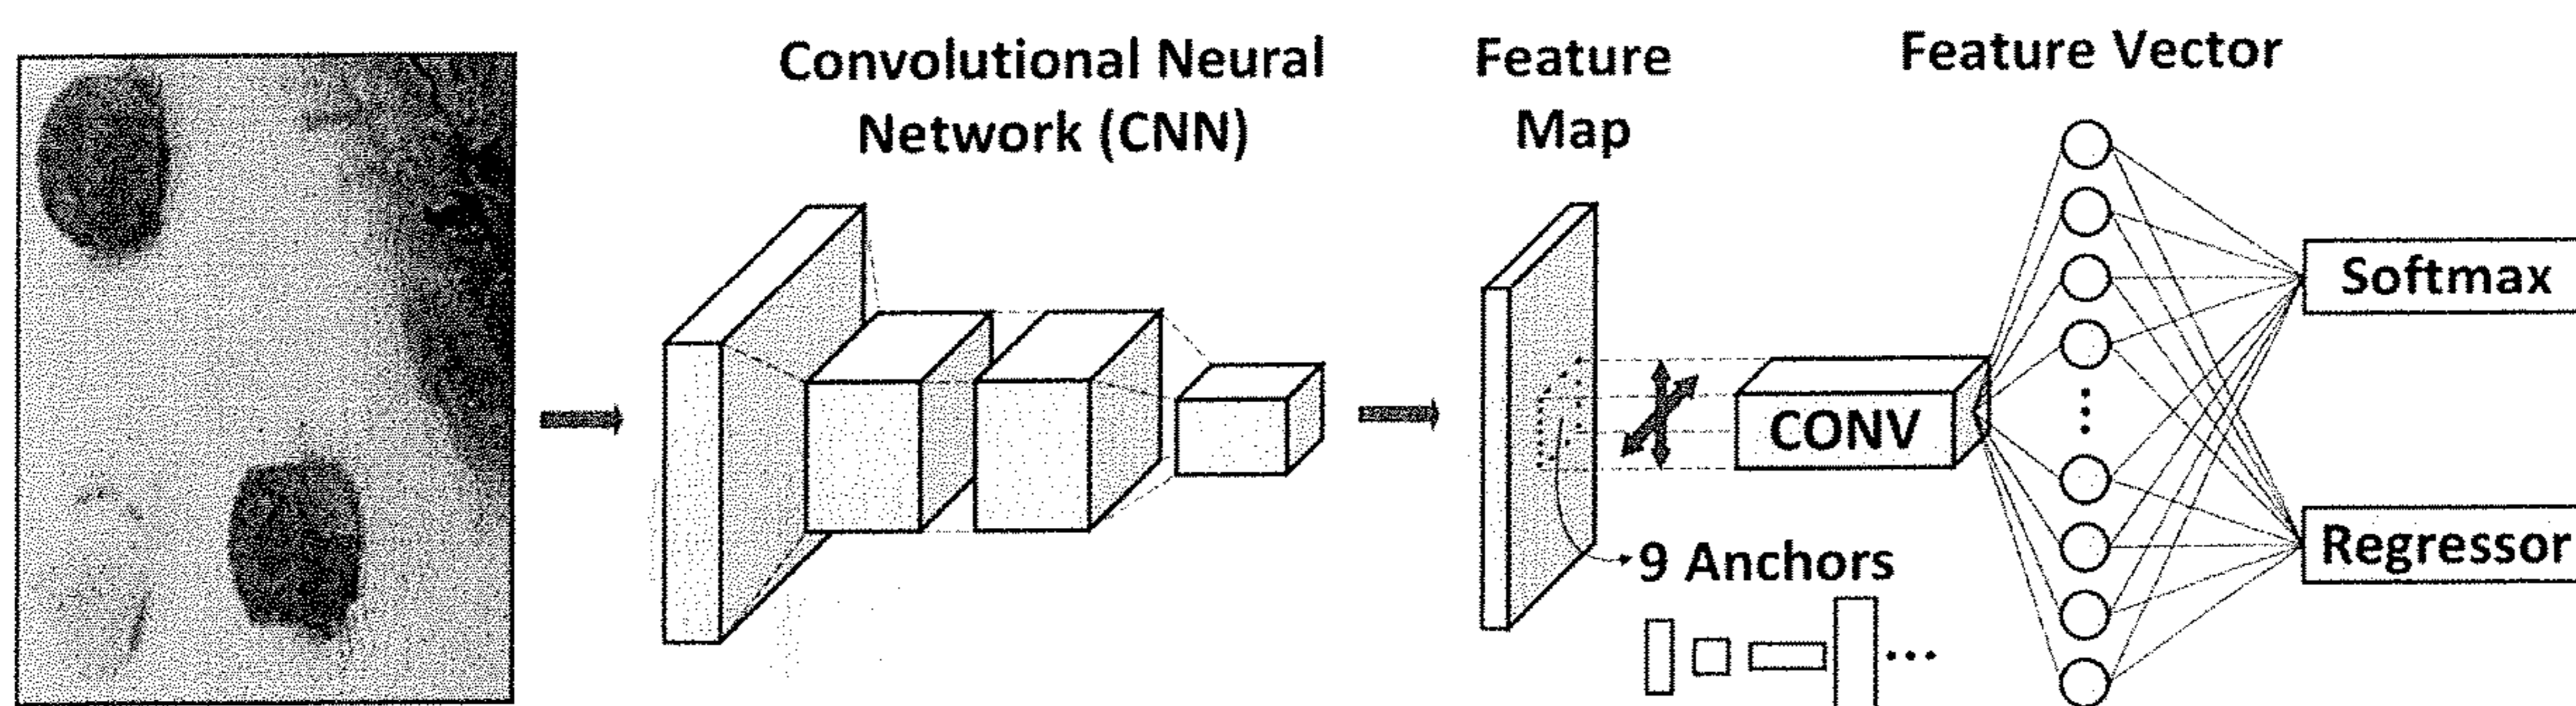 Convolutional Neural
Network (CNN)
Feature
Map
Feature Vector
CONV
9 Anchors
Softmax
Regressor